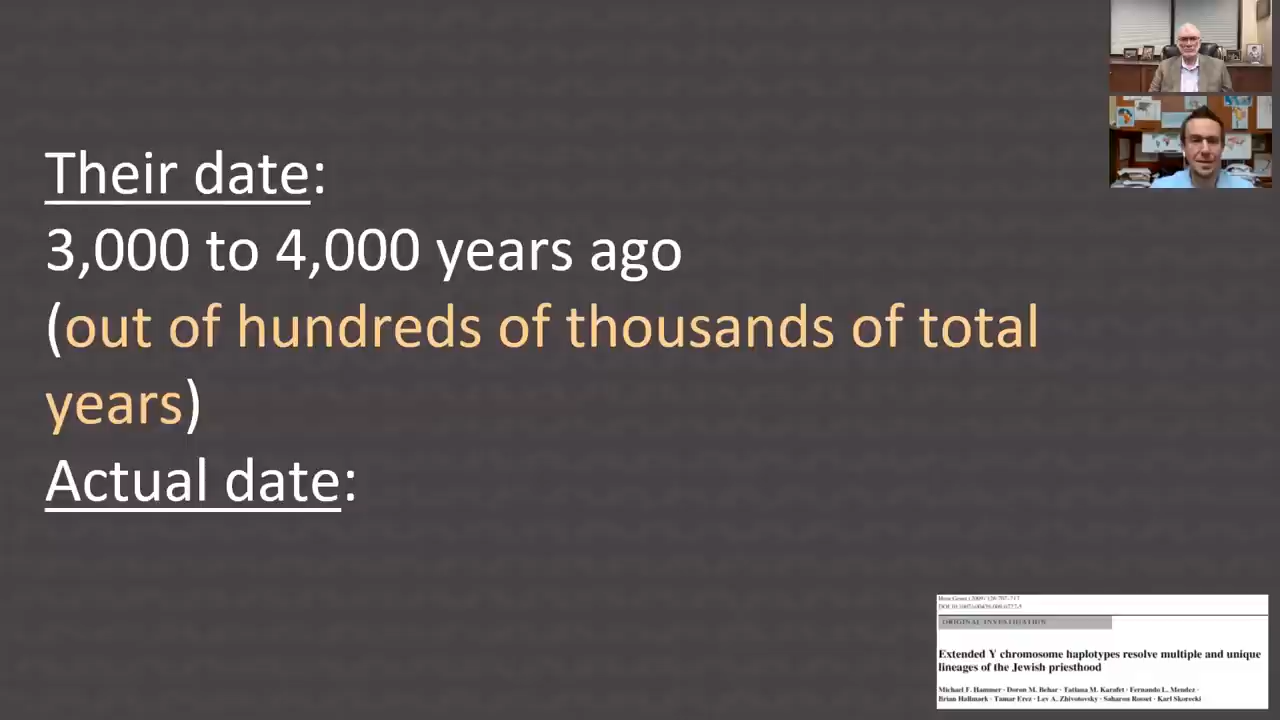 Their date:
3,000 to 4,000 years ago
(out of hundreds of thousands of total
years)
Actual date:
ORIGINAL INVESTIGATION
Extended Y chromosome haplotypes resolve multiple and unique
lineages of the Jewish priesthood
Michael F. Hammer · Doron M. Behar · Tatiana M. Karafet · Fernando L. Mendez ·
Brian Hallmark · Tamar Erez · Lev A. Zhivotovsky · Saharon Rosset · Karl Skorecki